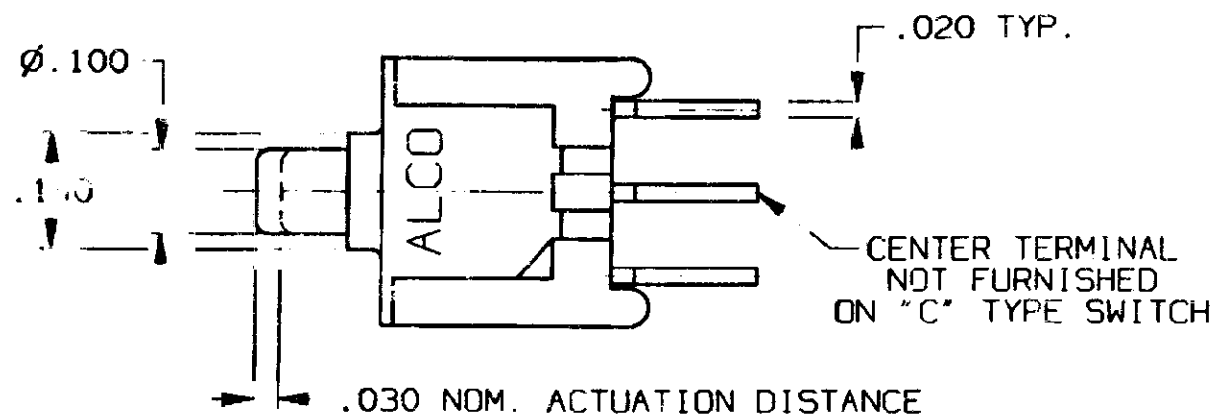 .020 TYP.
Ø.100
ALCO
CENTER TERMINAL
NOT FURNISHED
ON "C" TYPE SWITCH
.030 NOM. ACTUATION DISTANCE